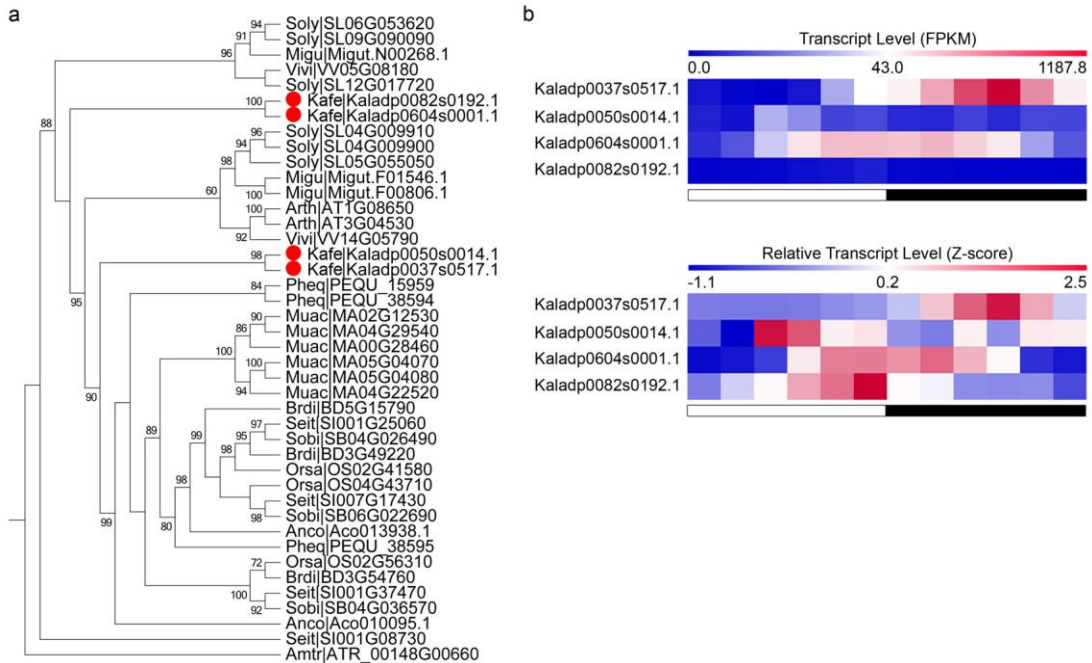 a
94
91
96
88
100
96
94
98
60
100
100
92
98
95
84
90
86
100
100
94
90
97
95
99
98
89
98
98
99
80
72
100
92
Soly|SL06G053620
Soly|SL09G090090
Migu|Migut.N00268.1
Vivi|VV05G08180
Soly|SL12G017720
Kafe|Kaladp0082s0192.1
Kafe|Kaladp0604s0001.1
Soly|SL04G009910
Soly|SL04G009900
Soly|SL05G055050
Migu|Migut.F01546.1
Migu|Migut.F00806.1
Arth|AT1G08650
Arth|AT3G04530
Vivi|VV14G05790
Kafe|Kaladp0050s0014.1
Kafe|Kaladp0037s0517.1
Pheq|PEQU_15959
Pheq|PEQU_38594
Muac|MA02G12530
Muac|MA04G29540
Muac|MA00G28460
Muac|MA05G04070
Muac|MA05G04080
Muac|MA04G22520
Brdi|BD5G15790
Seit|SI001G25060
Sobi|SB04G026490
Brdi|BD3G49220
Orsa|OS02G41580
Orsa|OS04G43710
Seit|SI007G17430
Sobi|SB06G022690
Anco|Aco013938.1
Pheq|PEQU_38595
Orsa|OS02G56310
Brdi|BD3G54760
Seit|SI001G37470
Sobi|SB04G036570
Anco|Aco010095.1
Seit|SI001G08730
Amtr|ATR_00148G00660
b
Transcript Level (FPKM)
0.0 43.0 1187.8
Kaladp0037s0517.1
Kaladp0050s0014.1
Kaladp0604s0001.1
Kaladp0082s0192.1
Relative Transcript Level (Z-score)
-1.1 0.2 2.5
Kaladp0037s0517.1
Kaladp0050s0014.1
Kaladp0604s0001.1
Kaladp0082s0192.1